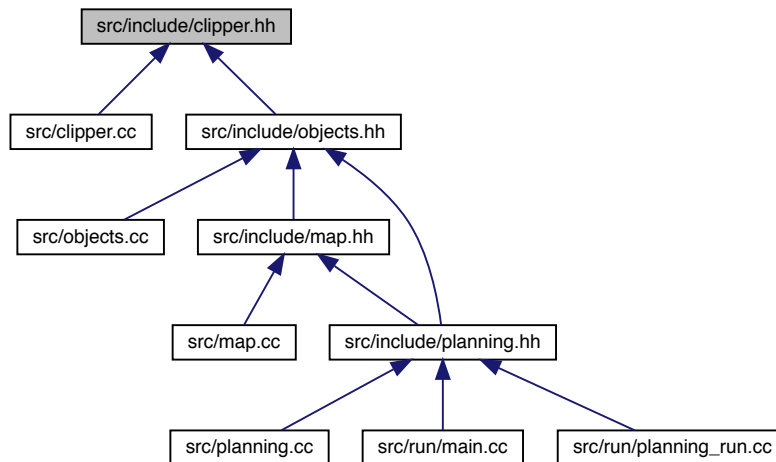 src/include/clipper.hh
src/clipper.cc
src/include/objects.hh
src/objects.cc
src/include/map.hh
src/map.cc
src/include/planning.hh
src/planning.cc
src/run/main.cc
src/run/planning_run.cc